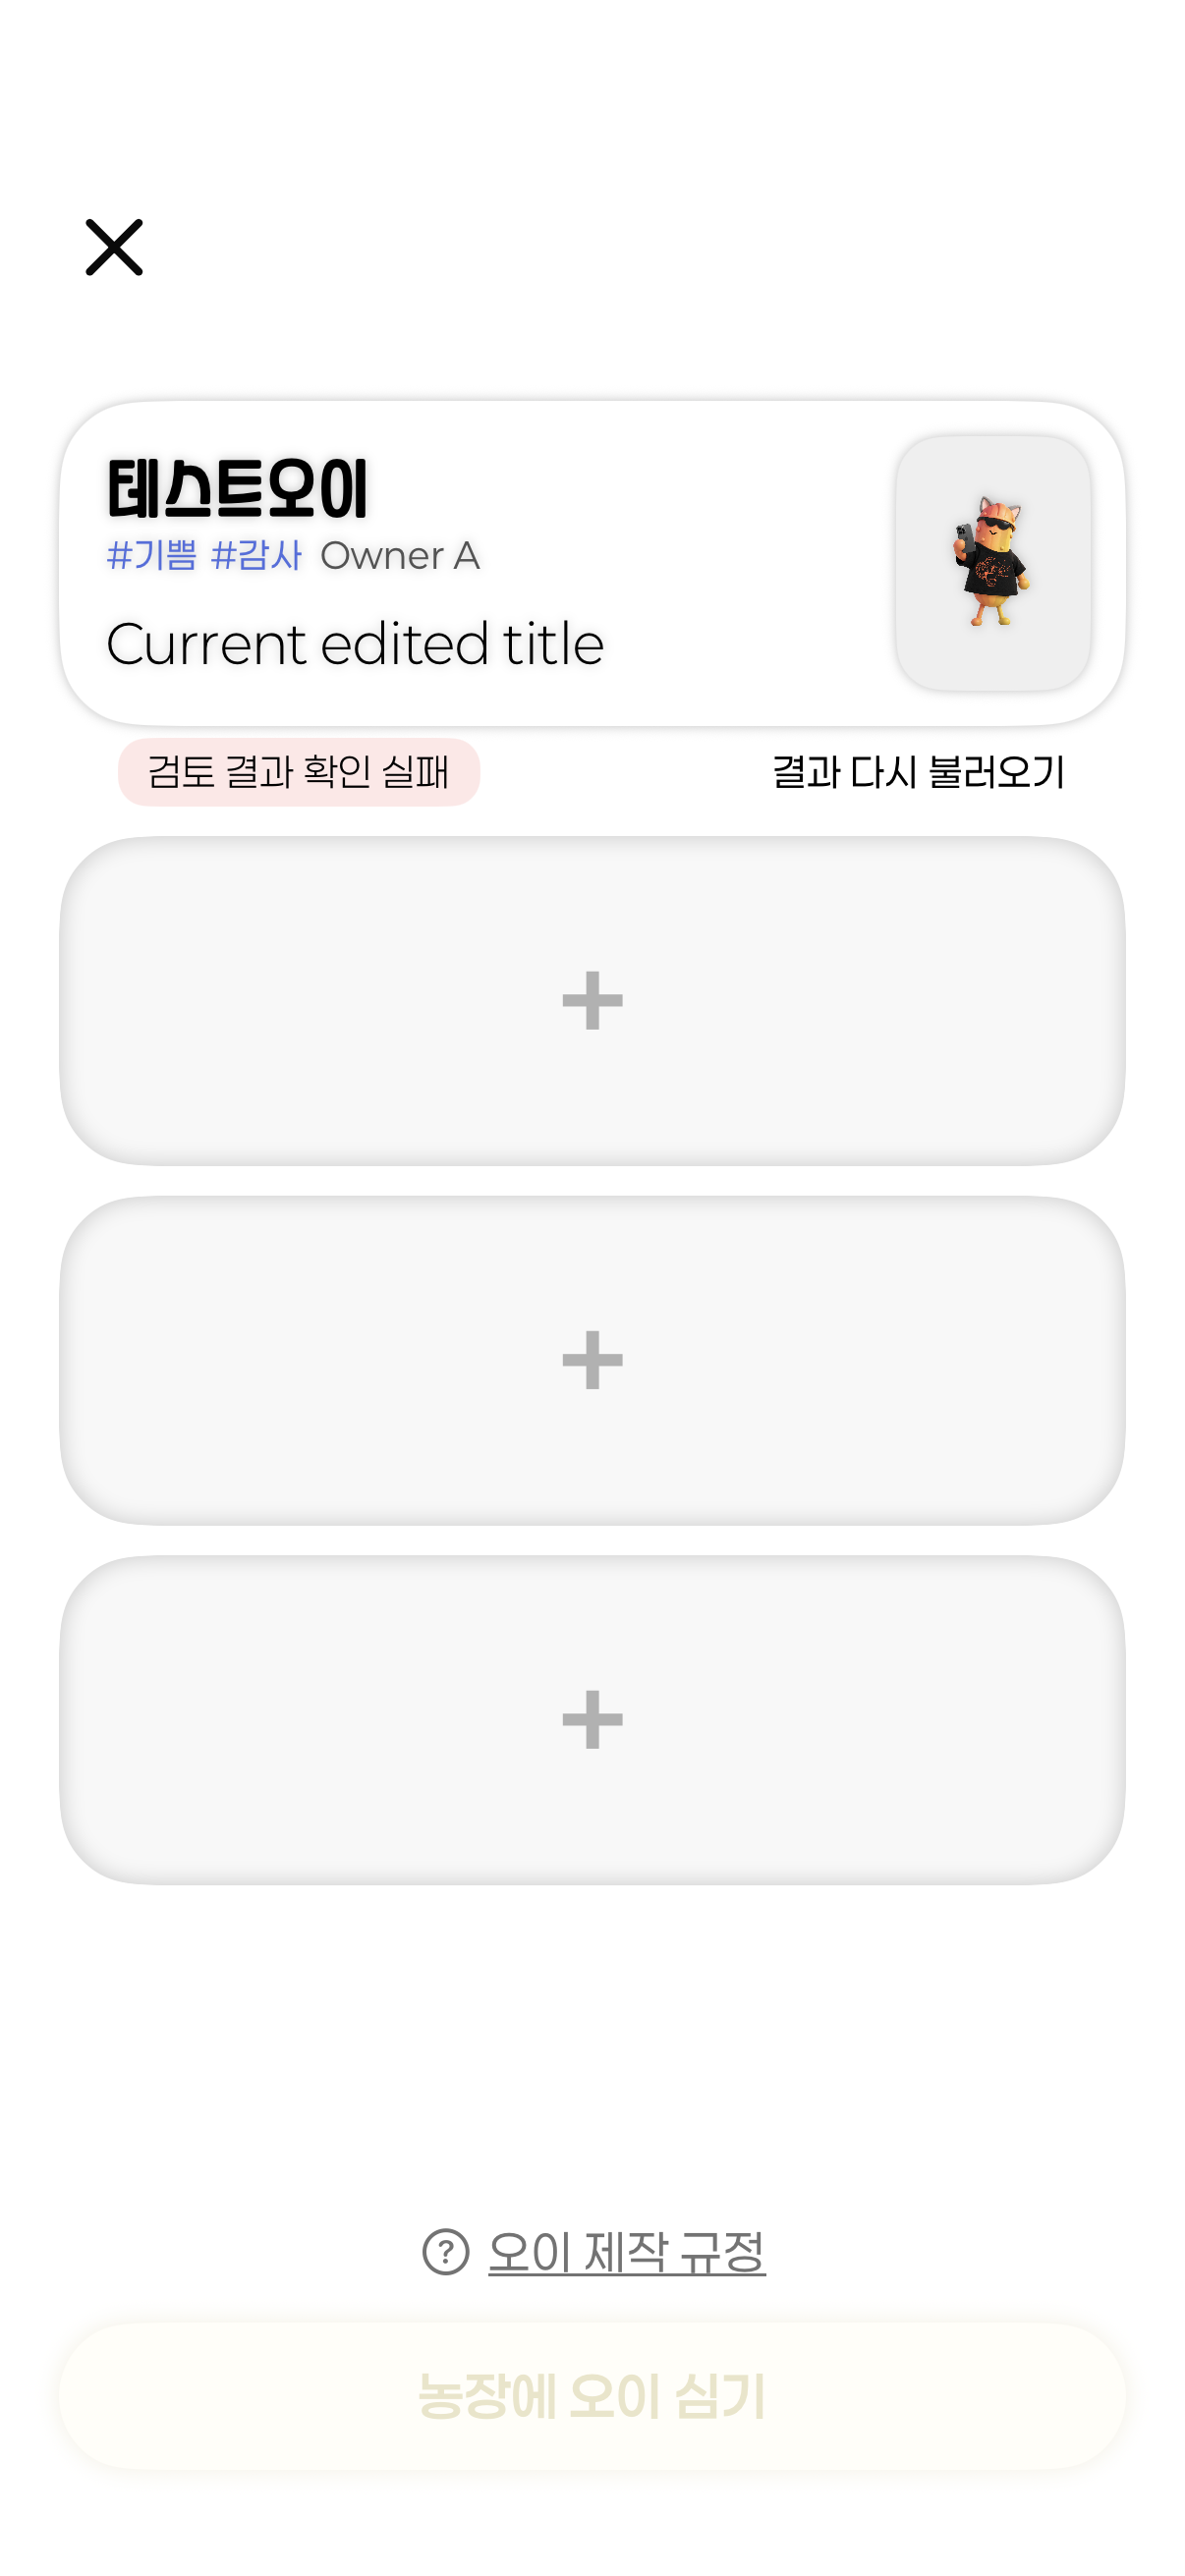 테스트오이
#기쁨 #감사 Owner A
Current edited title
검토 결과 확인 실패 결과 다시 불러오기
오이 제작 규정
농장에 오이 심기